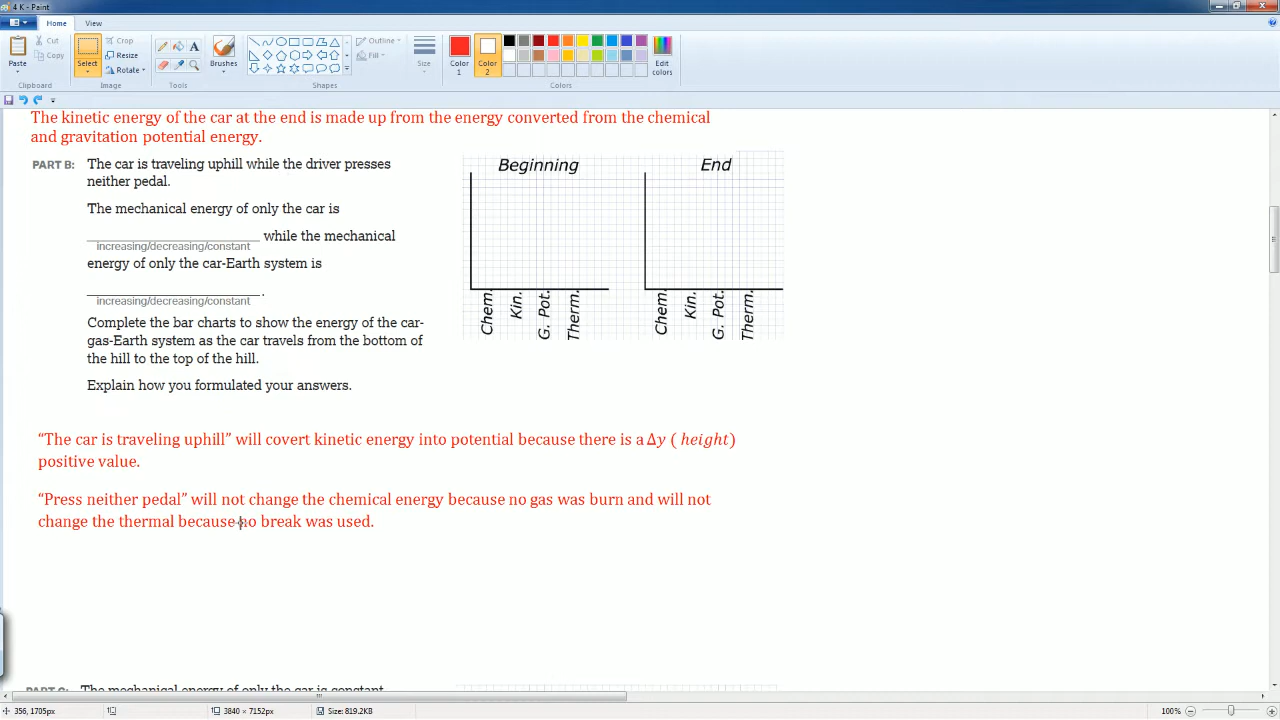 4 K - Paint
Home View
Paste
Cut
Copy
Clipboard
Select
Crop
Resize
Rotate
Image
A
Tools
Brushes
Outline
Fill
Shapes
Size
Color 1
Color 2
Edit colors
Colors
The kinetic energy of the car at the end is made up from the energy converted from the chemical
and gravitation potential energy.
PART B: The car is traveling uphill while the driver presses
neither pedal.
The mechanical energy of only the car is
____________________ while the mechanical
increasing/decreasing/constant
energy of only the car-Earth system is
____________________ .
increasing/decreasing/constant
Complete the bar charts to show the energy of the car-
gas-Earth system as the car travels from the bottom of
the hill to the top of the hill.
Explain how you formulated your answers.
Beginning
Chem. Kin. G. Pot. Therm.
End
Chem. Kin. G. Pot. Therm.
“The car is traveling uphill” will covert kinetic energy into potential because there is a Δy ( height)
positive value.
“Press neither pedal” will not change the chemical energy because no gas was burn and will not
change the thermal because no break was used.
PART C: The mechanical energy of only the car is constant
356, 1705px
3840 × 7152px
Size: 819.2KB
100%